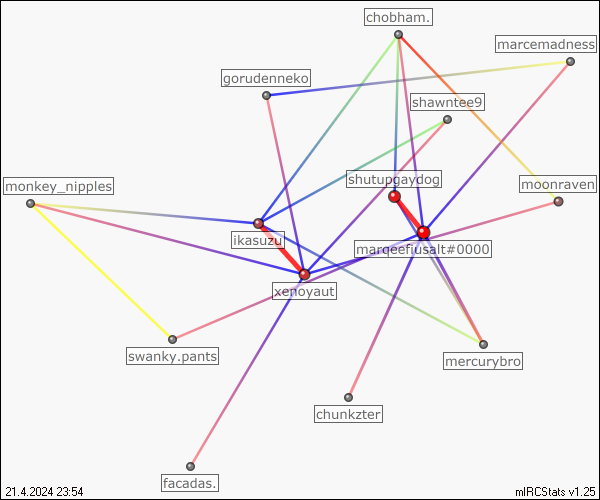 chobham.
marcemadness
gorudenneko
shawntee9
shutupgaydog
monkey_nipples
moonraven
ikasuzu
marqeefiusalt#0000
xenoyaut
swanky.pants
mercurybro
chunkzter
facadas.
21.4.2024 23:54
mIRCStats v1.25